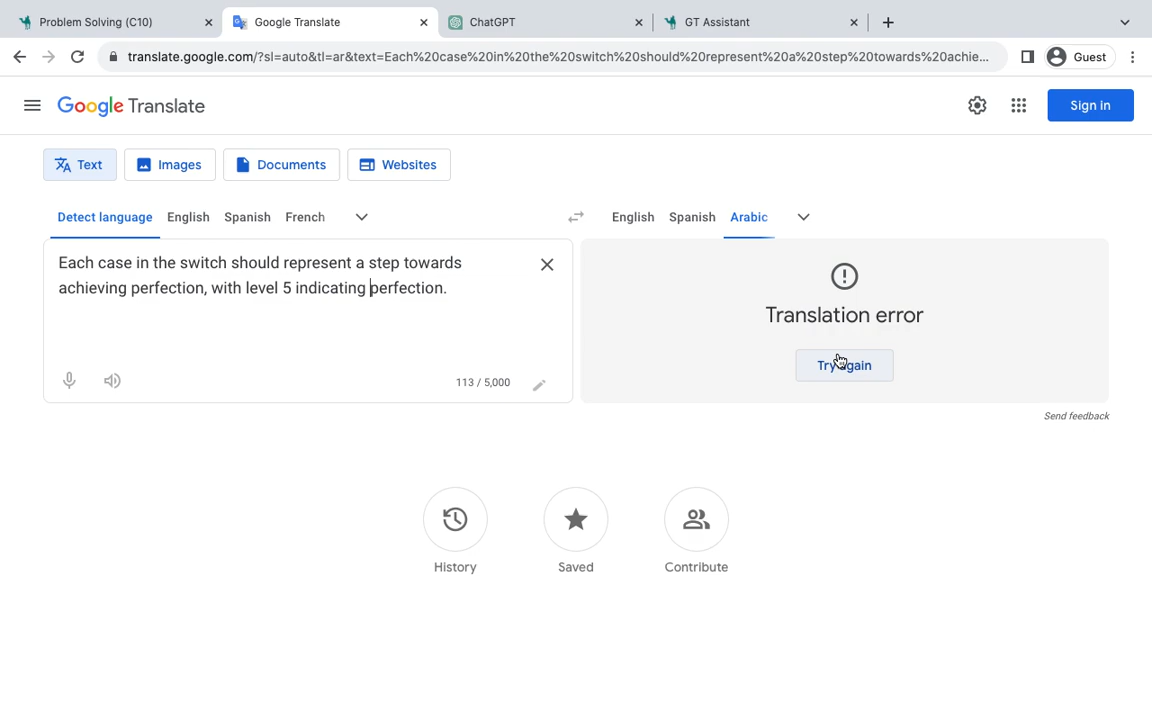 Problem Solving (C10)
Google Translate
ChatGPT
GT Assistant
translate.google.com/?sl=auto&tl=ar&text=Each%20case%20in%20the%20switch%20should%20represent%20a%20step%20towards%20achie...
Guest
Google Translate
Sign in
Text
Images
Documents
Websites
Detect language
English
Spanish
French
English
Spanish
Arabic
Each case in the switch should represent a step towards
achieving perfection, with level 5 indicating perfection.
113 / 5,000
Translation error
Try again
Send feedback
History
Saved
Contribute